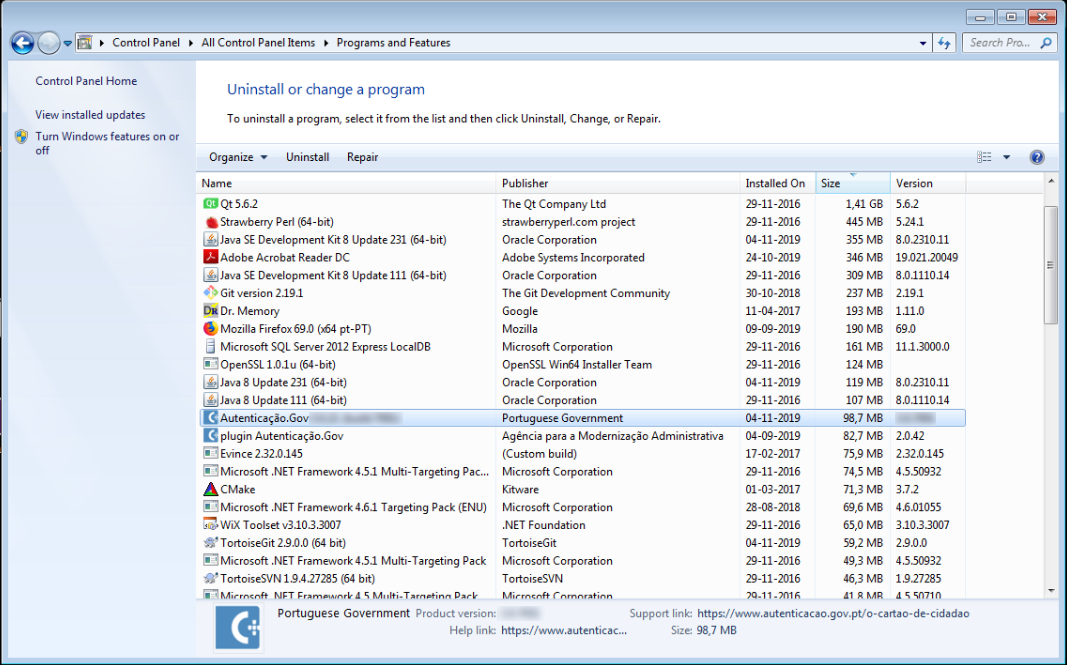 Control Panel ▸ All Control Panel Items ▸ Programs and Features
Search Pro...
Control Panel Home
View installed updates
Turn Windows features on or
off
Uninstall or change a program
To uninstall a program, select it from the list and then click Uninstall, Change, or Repair.
Organize Uninstall Repair
Name Publisher Installed On Size Version
Qt 5.6.2 The Qt Company Ltd 29-11-2016 1,41 GB 5.6.2
Strawberry Perl (64-bit) strawberryperl.com project 29-11-2016 445 MB 5.24.1
Java SE Development Kit 8 Update 231 (64-bit) Oracle Corporation 04-11-2019 355 MB 8.0.2310.11
Adobe Acrobat Reader DC Adobe Systems Incorporated 24-10-2019 346 MB 19.021.20049
Java SE Development Kit 8 Update 111 (64-bit) Oracle Corporation 29-11-2016 309 MB 8.0.1110.14
Git version 2.19.1 The Git Development Community 30-10-2018 237 MB 2.19.1
Dr. Memory Google 11-04-2017 193 MB 1.11.0
Mozilla Firefox 69.0 (x64 pt-PT) Mozilla 09-09-2019 190 MB 69.0
Microsoft SQL Server 2012 Express LocalDB Microsoft Corporation 29-11-2016 161 MB 11.1.3000.0
OpenSSL 1.0.1u (64-bit) OpenSSL Win64 Installer Team 29-11-2016 124 MB
Java 8 Update 231 (64-bit) Oracle Corporation 04-11-2019 119 MB 8.0.2310.11
Java 8 Update 111 (64-bit) Oracle Corporation 29-11-2016 107 MB 8.0.1110.14
Autenticação.Gov Portuguese Government 04-11-2019 98,7 MB
plugin Autenticação.Gov Agência para a Modernização Administrativa 04-09-2019 82,7 MB 2.0.42
Evince 2.32.0.145 (Custom build) 17-02-2017 75,9 MB 2.32.0.145
Microsoft .NET Framework 4.5.1 Multi-Targeting Pac... Microsoft Corporation 29-11-2016 74,5 MB 4.5.50932
CMake Kitware 01-03-2017 71,3 MB 3.7.2
Microsoft .NET Framework 4.6.1 Targeting Pack (ENU) Microsoft Corporation 28-08-2018 69,6 MB 4.6.01055
WiX Toolset v3.10.3.3007 .NET Foundation 29-11-2016 65,0 MB 3.10.3.3007
TortoiseGit 2.9.0.0 (64 bit) TortoiseGit 04-11-2019 59,2 MB 2.9.0.0
Microsoft .NET Framework 4.5.1 Multi-Targeting Pack Microsoft Corporation 29-11-2016 49,3 MB 4.5.50932
TortoiseSVN 1.9.4.27285 (64 bit) TortoiseSVN 29-11-2016 46,3 MB 1.9.27285
Microsoft .NET Framework 4.5 Multi-Targeting Pack Microsoft Corporation 29-11-2016 41,8 MB 4.5.50710
Portuguese Government Product version: Support link: https://www.autenticacao.gov.pt/o-cartao-de-cidadao
Help link: https://www.autenticac... Size: 98,7 MB